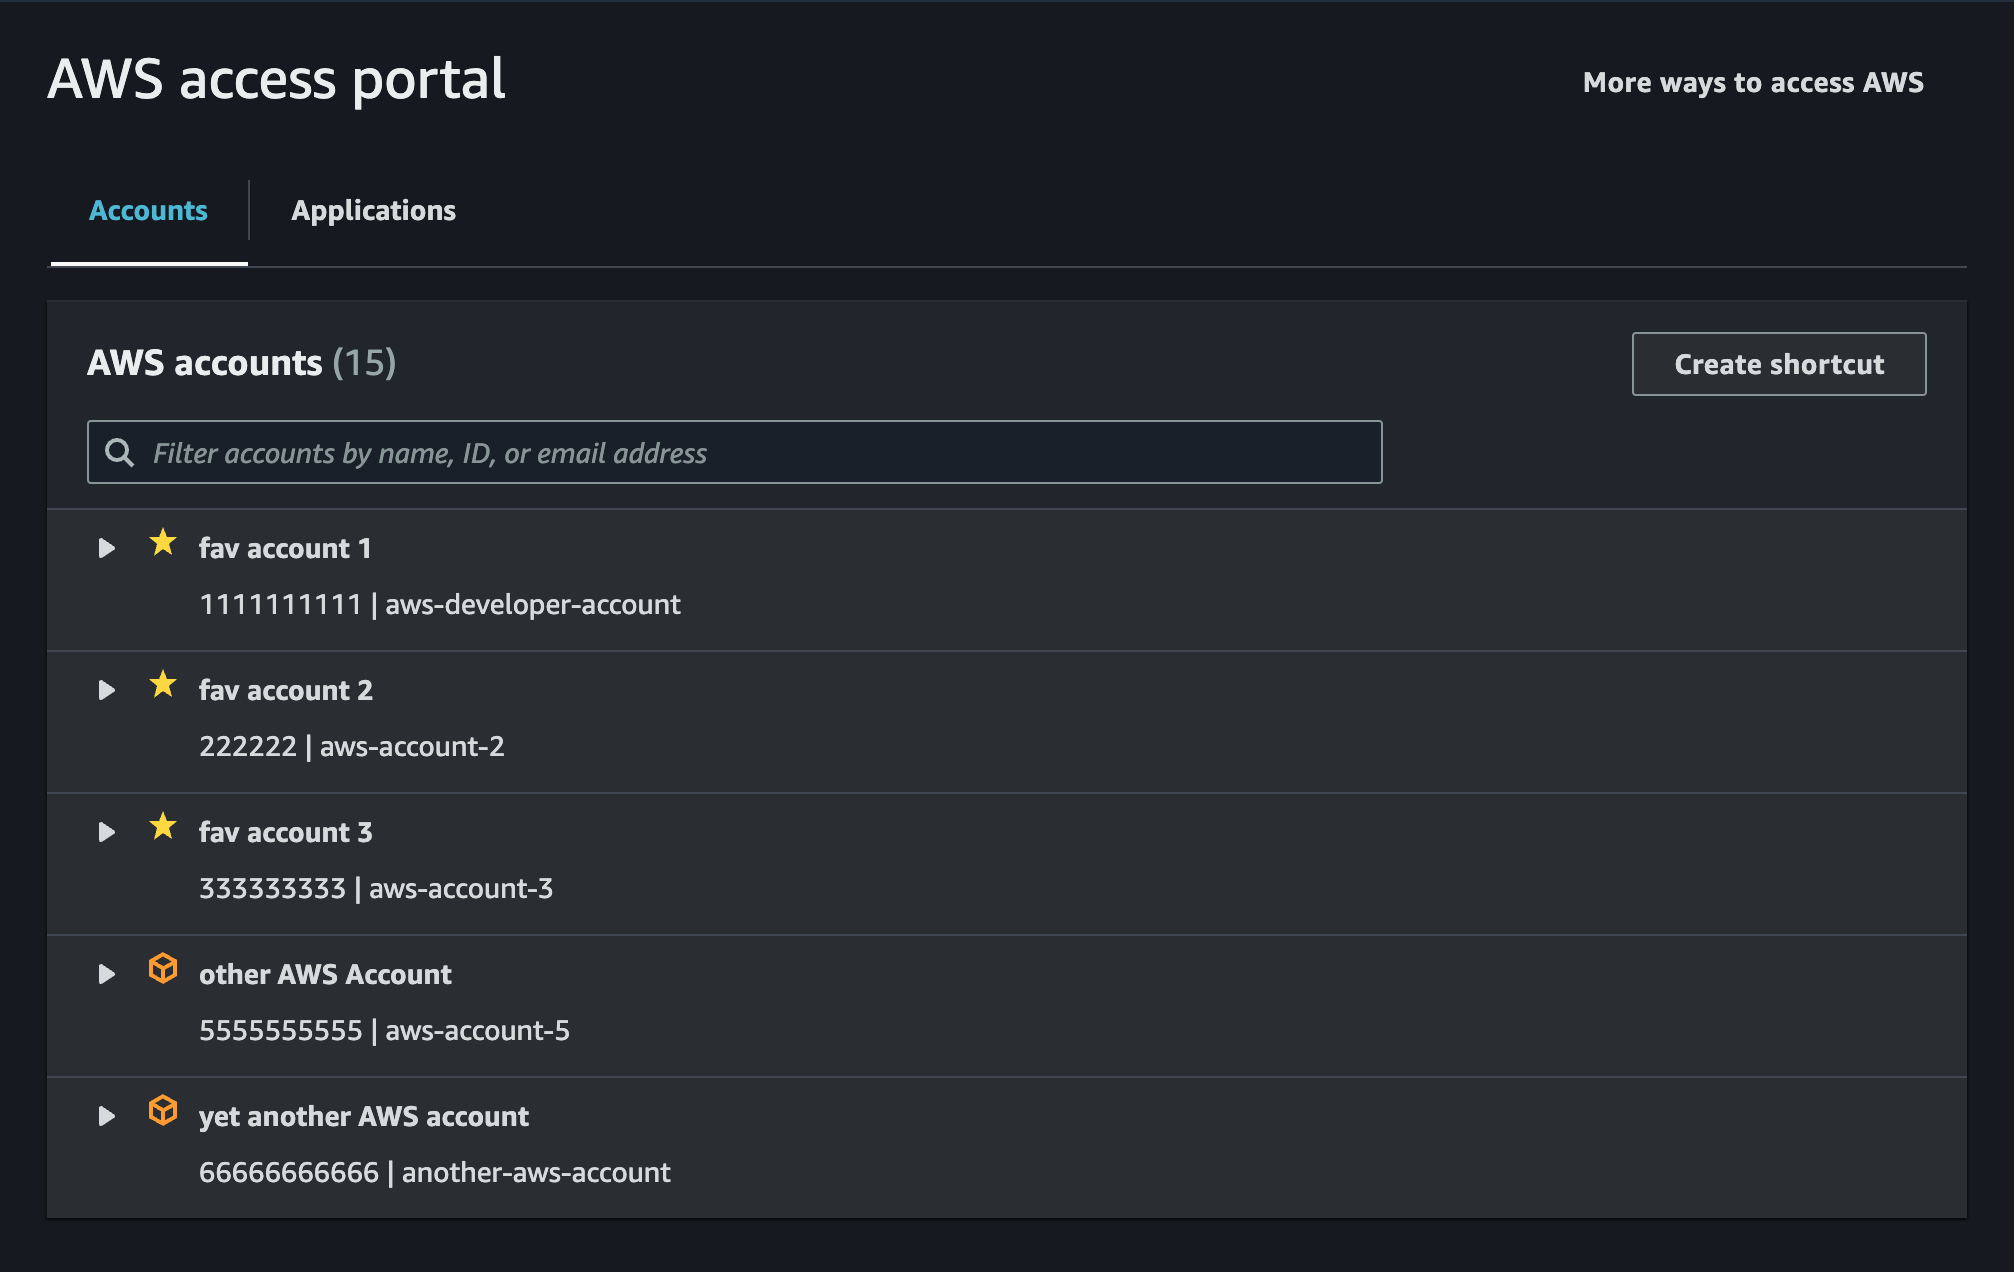 AWS access portal
More ways to access AWS
Accounts
Applications
AWS accounts (15)
Create shortcut
Filter accounts by name, ID, or email address
fav account 1
1111111111 | aws-developer-account
fav account 2
222222 | aws-account-2
fav account 3
333333333 | aws-account-3
other AWS Account
5555555555 | aws-account-5
yet another AWS account
66666666666 | another-aws-account